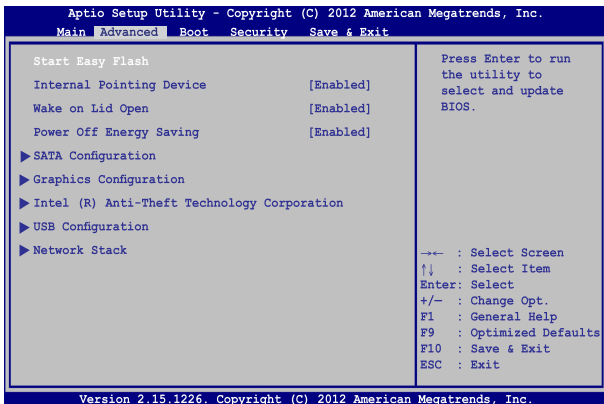 Aptio Setup Utility - Copyright (C) 2012 American Megatrends, Inc.
Main Advanced Boot Security Save & Exit
Start Easy Flash
Internal Pointing Device [Enabled]
Wake on Lid Open [Enabled]
Power Off Energy Saving [Enabled]
▶ SATA Configuration
▶ Graphics Configuration
▶ Intel (R) Anti-Theft Technology Corporation
▶ USB Configuration
▶ Network Stack
Press Enter to run
the utility to
select and update
BIOS.
→← : Select Screen
↑↓ : Select Item
Enter: Select
+/— : Change Opt.
F1 : General Help
F9 : Optimized Defaults
F10 : Save & Exit
ESC : Exit
Version 2.15.1226. Copyright (C) 2012 American Megatrends, Inc.